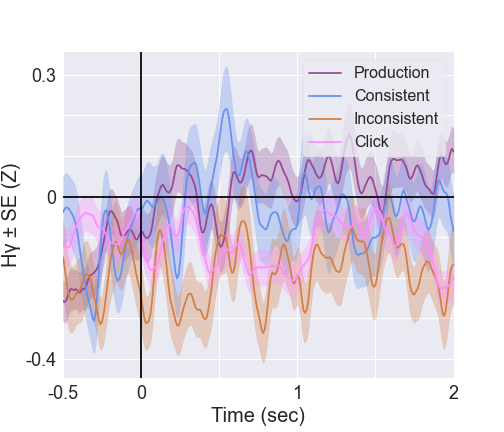 Production
Consistent
Inconsistent
Click
0.3
0
-0.4
Hγ ± SE (Z)
-0.5
0
1
2
Time (sec)